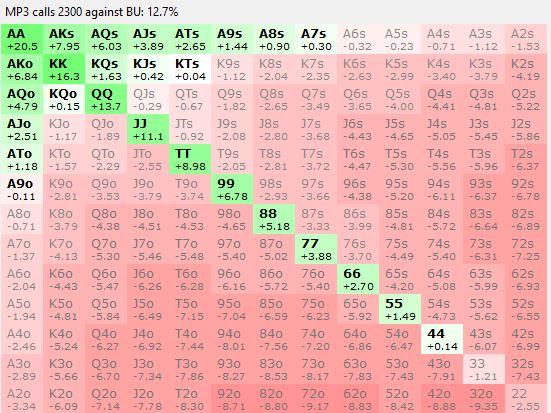 MP3 calls 2300 against BU: 12.7%
AA AKs AQs AJs ATs A9s A8s A7s A6s A5s A4s A3s A2s
+20.5 +7.95 +6.03 +3.89 +2.65 +1.44 +0.90 +0.30 -0.32 -0.23 -0.71 -1.12 -1.53
AKo KK KQs KJs KTs K9s K8s K7s K6s K5s K4s K3s K2s
+6.84 +16.3 +1.63 +0.42 +0.04 -1.12 -2.04 -2.35 -2.63 -2.99 -3.40 -3.79 -4.19
AQo KQo QQ QJs QTs Q9s Q8s Q7s Q6s Q5s Q4s Q3s Q2s
+4.79 +0.15 +13.7 -0.29 -0.67 -1.82 -2.65 -3.49 -3.65 -4.00 -4.41 -4.81 -5.22
AJo KJo QJo JJ JTs J9s J8s J7s J6s J5s J4s J3s J2s
+2.51 -1.17 -1.89 +11.1 -0.92 -2.08 -2.80 -3.68 -4.43 -4.65 -5.05 -5.45 -5.86
ATo KTo QTo JTo TT T9s T8s T7s T6s T5s T4s T3s T2s
+1.18 -1.57 -2.29 -2.55 +8.98 -2.05 -2.81 -3.72 -4.47 -5.30 -5.56 -5.96 -6.37
A9o K9o Q9o J9o T9o 99 98s 97s 96s 95s 94s 93s 92s
-0.11 -2.81 -3.53 -3.79 -3.74 +6.78 -2.93 -3.66 -4.38 -5.20 -6.11 -6.37 -6.78
A8o K8o Q8o J8o T8o 98o 88 87s 86s 85s 84s 83s 82s
-0.71 -3.79 -4.38 -4.51 -4.53 -4.65 +5.18 -3.33 -3.99 -4.81 -5.72 -6.64 -6.89
A7o K7o Q7o J7o T7o 97o 87o 77 76s 75s 74s 73s 72s
-1.37 -4.13 -5.30 -5.46 -5.48 -5.40 -5.02 +3.88 -3.70 -4.49 -5.40 -6.31 -7.25
A6o K6o Q6o J6o T6o 96o 86o 76o 66 65s 64s 63s 62s
-2.04 -4.43 -5.47 -6.26 -6.28 -6.16 -5.72 -5.40 +2.70 -4.20 -5.08 -5.99 -6.93
A5o K5o Q5o J5o T5o 95o 85o 75o 65o 55 54s 53s 52s
-1.94 -4.81 -5.84 -6.49 -7.15 -7.04 -6.59 -6.23 -5.92 +1.49 -4.73 -5.62 -6.55
A4o K4o Q4o J4o T4o 94o 84o 74o 64o 54o 44 43s 42s
-2.46 -5.24 -6.27 -6.92 -7.44 -8.01 -7.56 -7.20 -6.86 -6.47 +0.14 -6.07 -6.99
A3o K3o Q3o J3o T3o 93o 83o 73o 63o 53o 43o 33 32s
-2.89 -5.66 -6.70 -7.34 -7.86 -8.27 -8.53 -8.17 -7.83 -7.43 -7.91 -1.21 -7.43
A2o K2o Q2o J2o T2o 92o 82o 72o 62o 52o 42o 32o 22
-3.34 -6.09 -7.14 -7.78 -8.30 -8.71 -8.80 -9.17 -8.83 -8.42 -8.88 -9.35 -2.55